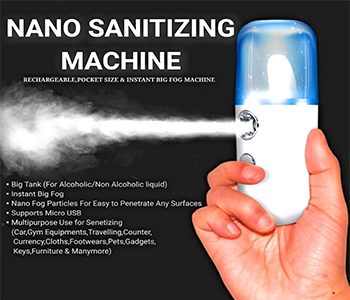 NANO SANITIZING
MACHINE
RECHARGEABLE,POCKET SIZE & INSTANT BIG FOG MACHINE
• Big Tank (For Alcoholic/Non Alcoholic liquid)
• Instant Big Fog
• Nano Fog Particles For Easy to Penetrate Any Surfaces
• Supports Micro USB
• Multipurpose Use for Senetizing
(Car,Gym Equipments,Travelling,Counter,
Currency,Cloths,Footwears,Pets,Gadgets,
Keys,Furniture & Manymore)